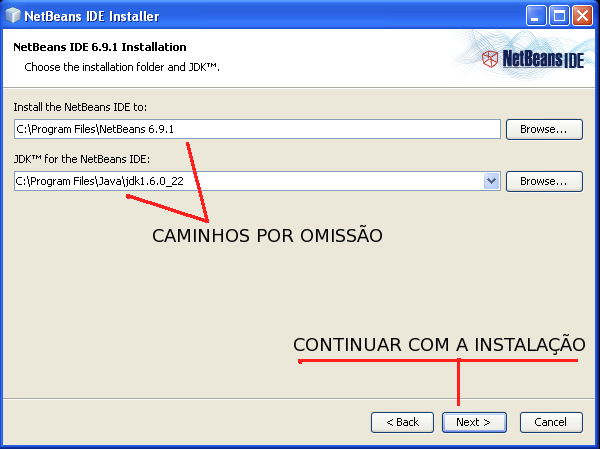 NetBeans IDE Installer
NetBeans IDE 6.9.1 Installation
Choose the installation folder and JDK™.
NetBeans IDE
Install the NetBeans IDE to:
C:\Program Files\NetBeans 6.9.1
Browse...
JDK™ for the NetBeans IDE:
C:\Program Files\Java\jdk1.6.0_22
Browse...
CAMINHOS POR OMISSÃO
CONTINUAR COM A INSTALAÇÃO
< Back
Next >
Cancel